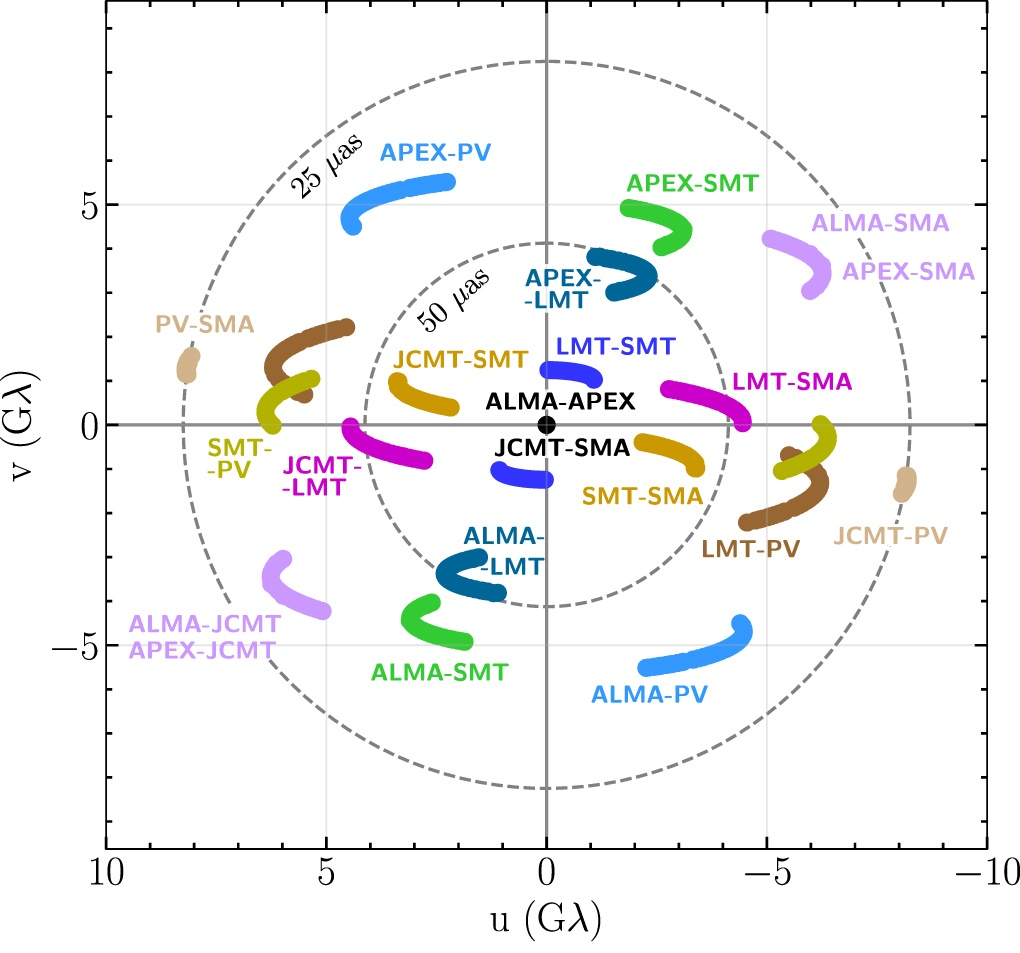 APEX-PV
25 μas
APEX-SMT
5
ALMA-SMA
APEX-SMA
APEX-
-LMT
50 μas
PV-SMA
LMT-SMT
JCMT-SMT
LMT-SMA
ALMA-APEX
v (Gλ)
0
JCMT-SMA
SMT-
-PV
JCMT-
-LMT
SMT-SMA
ALMA-
-LMT
LMT-PV
JCMT-PV
ALMA-JCMT
APEX-JCMT
−5
ALMA-SMT
ALMA-PV
10
5
0
−5
−10
u (Gλ)